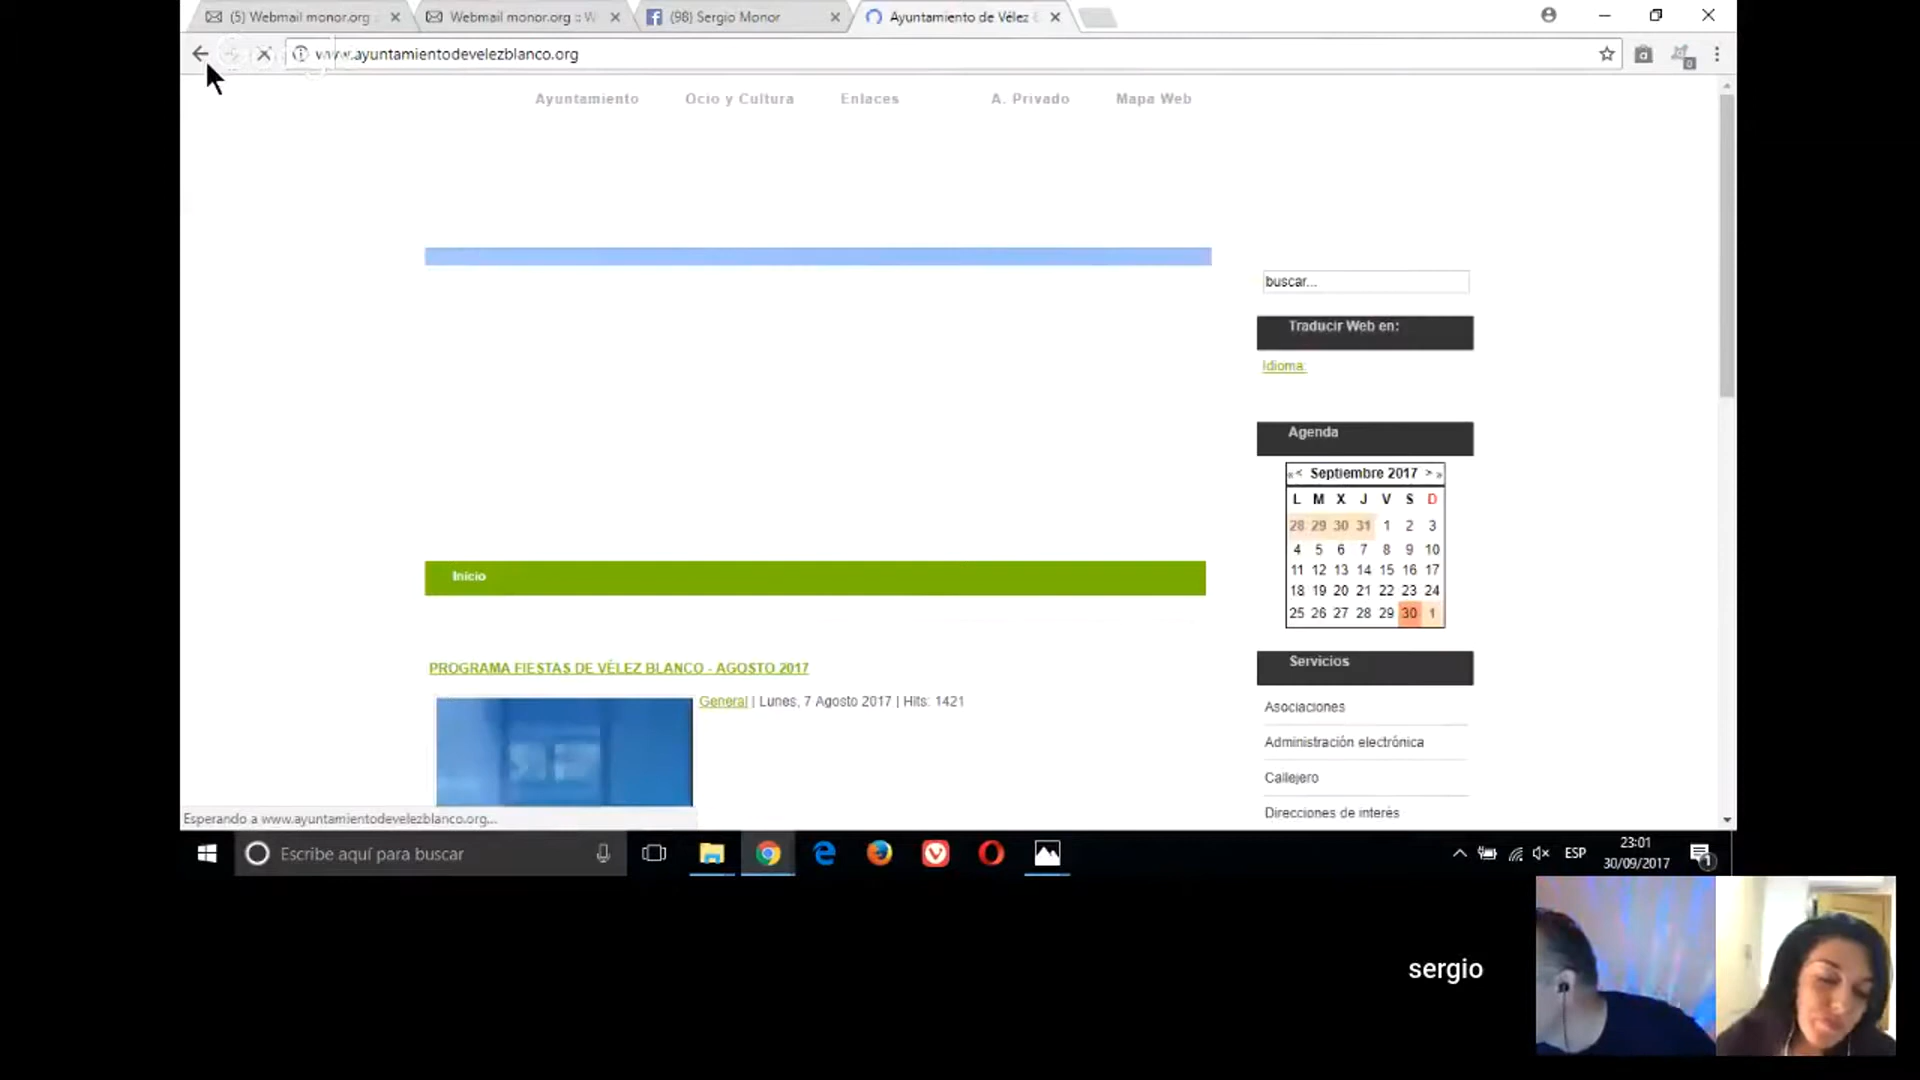 (5) Webmail monor.org :
Webmail monor.org :: W
(98) Sergio Monor
Ayuntamiento de Vélez
www.ayuntamientodevelezblanco.org
Ayuntamiento
Ocio y Cultura
Enlaces
A. Privado
Mapa Web
buscar...
Traducir Web en:
Idioma:
Agenda
«< Septiembre 2017 >»
L M X J V S D
28 29 30 31 1 2 3
4 5 6 7 8 9 10
11 12 13 14 15 16 17
18 19 20 21 22 23 24
25 26 27 28 29 30 1
Inicio
PROGRAMA FIESTAS DE VÉLEZ BLANCO - AGOSTO 2017
General | Lunes, 7 Agosto 2017 | Hits: 1421
Servicios
Asociaciones
Administración electrónica
Callejero
Direcciones de interés
Esperando a www.ayuntamientodevelezblanco.org...
Escribe aquí para buscar
ESP
23:01
30/09/2017
1
sergio